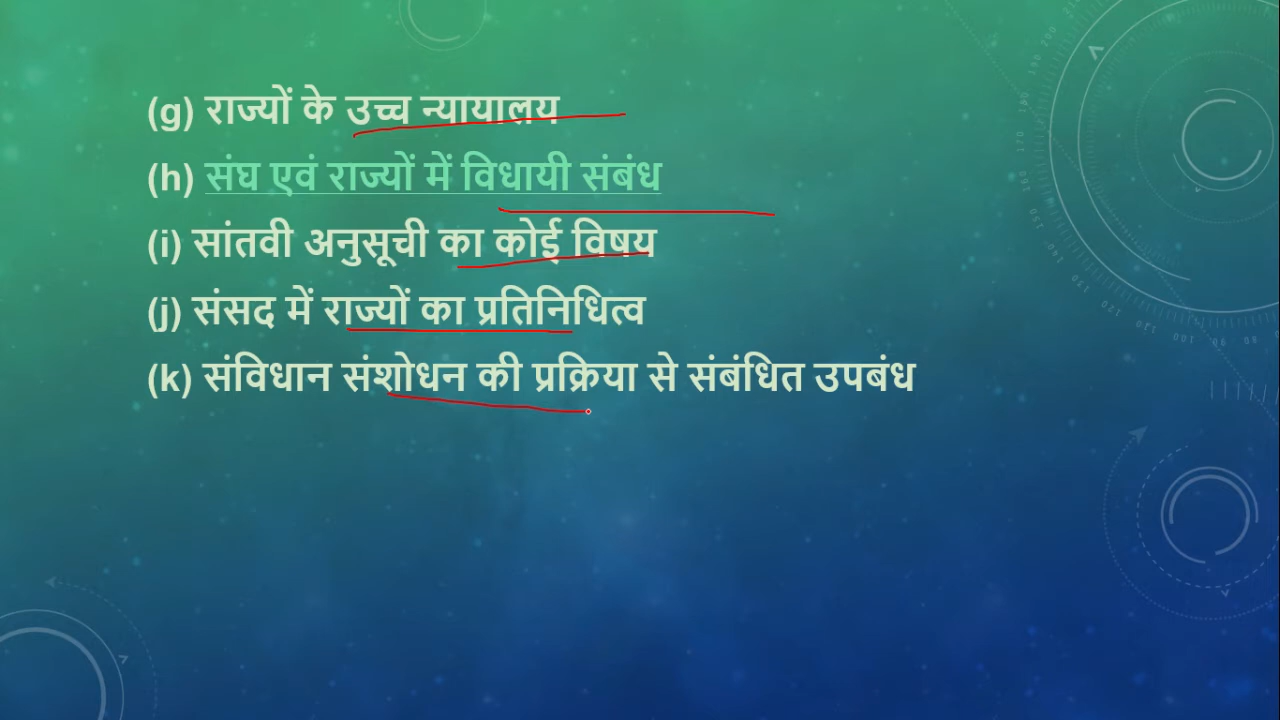 (g) राज्यों के उच्च न्यायालय
(h) संघ एवं राज्यों में विधायी संबंध
(i) सांतवी अनुसूची का कोई विषय
(j) संसद में राज्यों का प्रतिनिधित्व
(k) संविधान संशोधन की प्रक्रिया से संबंधित उपबंध